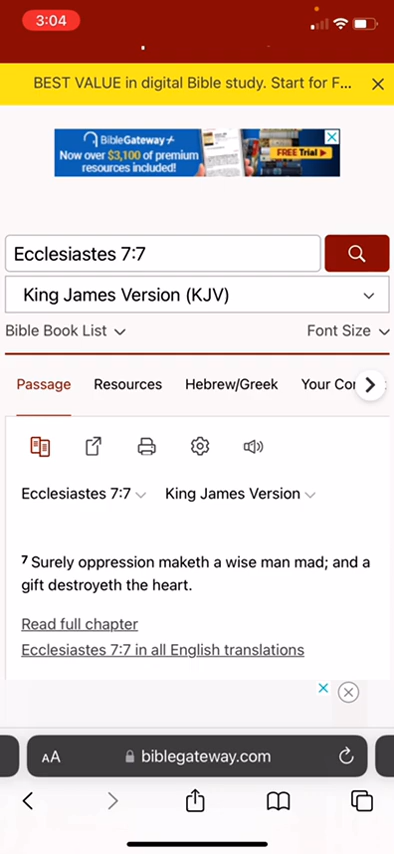 3:04
BEST VALUE in digital Bible study. Start for F...
BibleGateway+
Now over $3,100 of premium
resources included!
FREE Trial
Ecclesiastes 7:7
King James Version (KJV)
Bible Book List
Font Size
Passage Resources Hebrew/Greek Your Con
Ecclesiastes 7:7 King James Version
7 Surely oppression maketh a wise man mad; and a
gift destroyeth the heart.
Read full chapter
Ecclesiastes 7:7 in all English translations
AA biblegateway.com